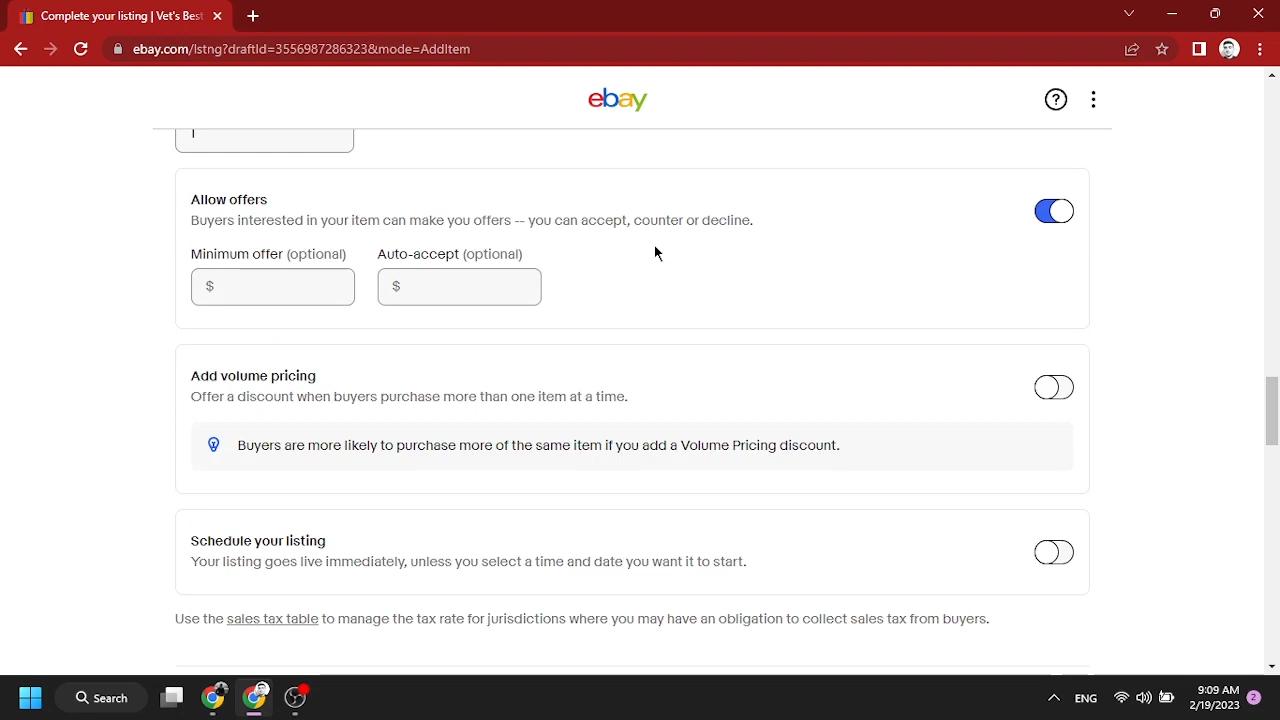 Complete your listing | Vet's Best
ebay.com/lstng?draftId=3556987286323&mode=AddItem
ebay
Allow offers
Buyers interested in your item can make you offers -- you can accept, counter or decline.
Minimum offer (optional) Auto-accept (optional)
$ $
Add volume pricing
Offer a discount when buyers purchase more than one item at a time.
Buyers are more likely to purchase more of the same item if you add a Volume Pricing discount.
Schedule your listing
Your listing goes live immediately, unless you select a time and date you want it to start.
Use the sales tax table to manage the tax rate for jurisdictions where you may have an obligation to collect sales tax from buyers.
Search ENG 9:09 AM
2/19/2023 2